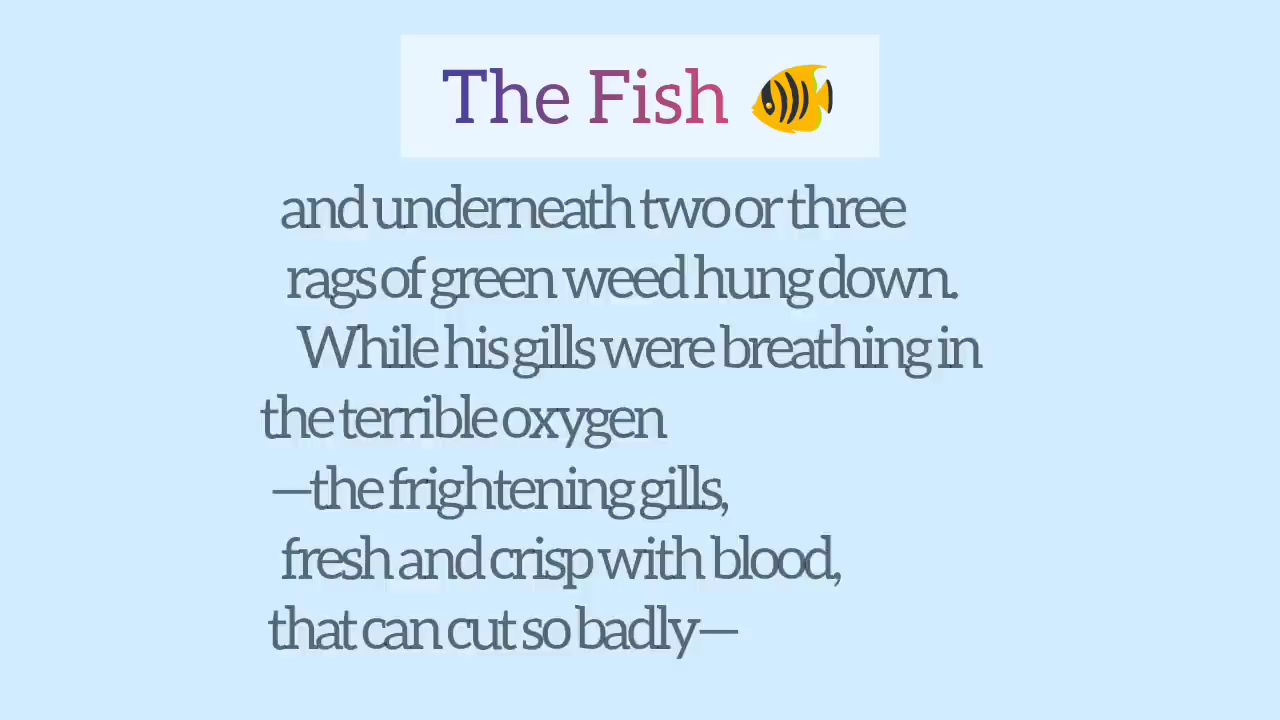 The Fish 🐠
and underneath two or three
rags of green weed hung down.
While his gills were breathing in
the terrible oxygen
—the frightening gills,
fresh and crisp with blood,
that can cut so badly—